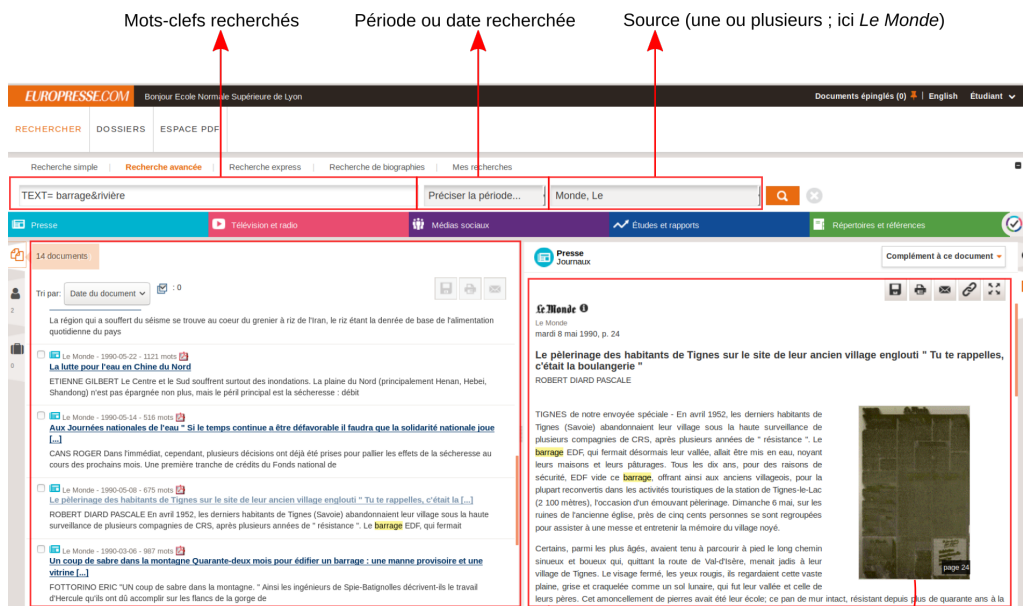 Mots-clefs recherchés
Période ou date recherchée
Source (une ou plusieurs ; ici Le Monde)
EUROPRESSE.COM
Bonjour Ecole Normale Supérieure de Lyon
Documents épinglés (0)
English
Étudiant
RECHERCHER
DOSSIERS
ESPACE PDF
Recherche simple
Recherche avancée
Recherche express
Recherche de biographies
Mes recherches
TEXT= barrage&rivière
Préciser la période...
Monde, Le
Presse
Télévision et radio
Médias sociaux
Études et rapports
Répertoires et références
14 documents
2
0
Tri par:
Date du document
: 0
La région qui a souffert du séisme se trouve au coeur du grenier à riz de l'Iran, le riz étant la denrée de base de l'alimentation
quotidienne du pays
Le Monde - 1990-05-22 - 1121 mots
La lutte pour l'eau en Chine du Nord
ETIENNE GILBERT Le Centre et le Sud souffrent surtout des inondations. La plaine du Nord (principalement Henan, Hebei,
Shandong) n'est pas épargnée non plus, mais le péril principal est la sécheresse : débit
Le Monde - 1990-05-14 - 516 mots
Aux Journées nationales de l'eau " Si le temps continue a être défavorable il faudra que la solidarité nationale joue
[...]
CANS ROGER Dans l'immédiat, cependant, plusieurs décisions ont déjà été prises pour pallier les effets de la sécheresse au
cours des prochains mois. Une première tranche de crédits du Fonds national de
Le Monde - 1990-05-08 - 675 mots
Le pèlerinage des habitants de Tignes sur le site de leur ancien village englouti " Tu te rappelles, c'était la [...]
ROBERT DIARD PASCALE En avril 1952, les derniers habitants de Tignes (Savoie) abandonnaient leur village sous la haute
surveillance de plusieurs compagnies de CRS, après plusieurs années de " résistance ". Le barrage EDF, qui fermait
Le Monde - 1990-03-06 - 987 mots
Un coup de sabre dans la montagne Quarante-deux mois pour édifier un barrage : une manne provisoire et une
vitrine [...]
FOTTORINO ERIC "UN coup de sabre dans la montagne. " Ainsi les ingénieurs de Spie-Batignolles décrivent-ils le travail
d'Hercule qu'ils ont dû accomplir sur les flancs de la gorge de
Presse
Journaux
Complément à ce document
Le Monde
Le Monde
mardi 8 mai 1990, p. 24
Le pèlerinage des habitants de Tignes sur le site de leur ancien village englouti " Tu te rappelles,
c'était la boulangerie "
ROBERT DIARD PASCALE
TIGNES de notre envoyée spéciale - En avril 1952, les derniers habitants de
Tignes (Savoie) abandonnaient leur village sous la haute surveillance de
plusieurs compagnies de CRS, après plusieurs années de " résistance ". Le
barrage EDF, qui fermait désormais leur vallée, allait être mis en eau, noyant
leurs maisons et leurs pâturages. Tous les dix ans, pour des raisons de
sécurité, EDF vide ce barrage, offrant ainsi aux anciens villageois, pour la
plupart reconvertis dans les activités touristiques de la station de Tignes-le-Lac
(2 100 mètres), l'occasion d'un émouvant pèlerinage. Dimanche 6 mai, sur les
ruines de l'ancienne église, près de cinq cents personnes se sont regroupées
pour assister à une messe et entretenir la mémoire du village noyé.
Certains, parmi les plus âgés, avaient tenu à parcourir à pied le long chemin
sinueux et boueux qui, quittant la route de Val-d'Isère, menait jadis à leur
village de Tignes. Le visage fermé, les yeux rougis, ils regardaient cette vaste
plaine, grise et craquelée comme un sol lunaire, qui fut leur vallée et celle de
leurs pères. Cet amoncellement de pierres avait été leur école; ce pan de mur intact, résistant depuis plus de quarante ans à la
page 24